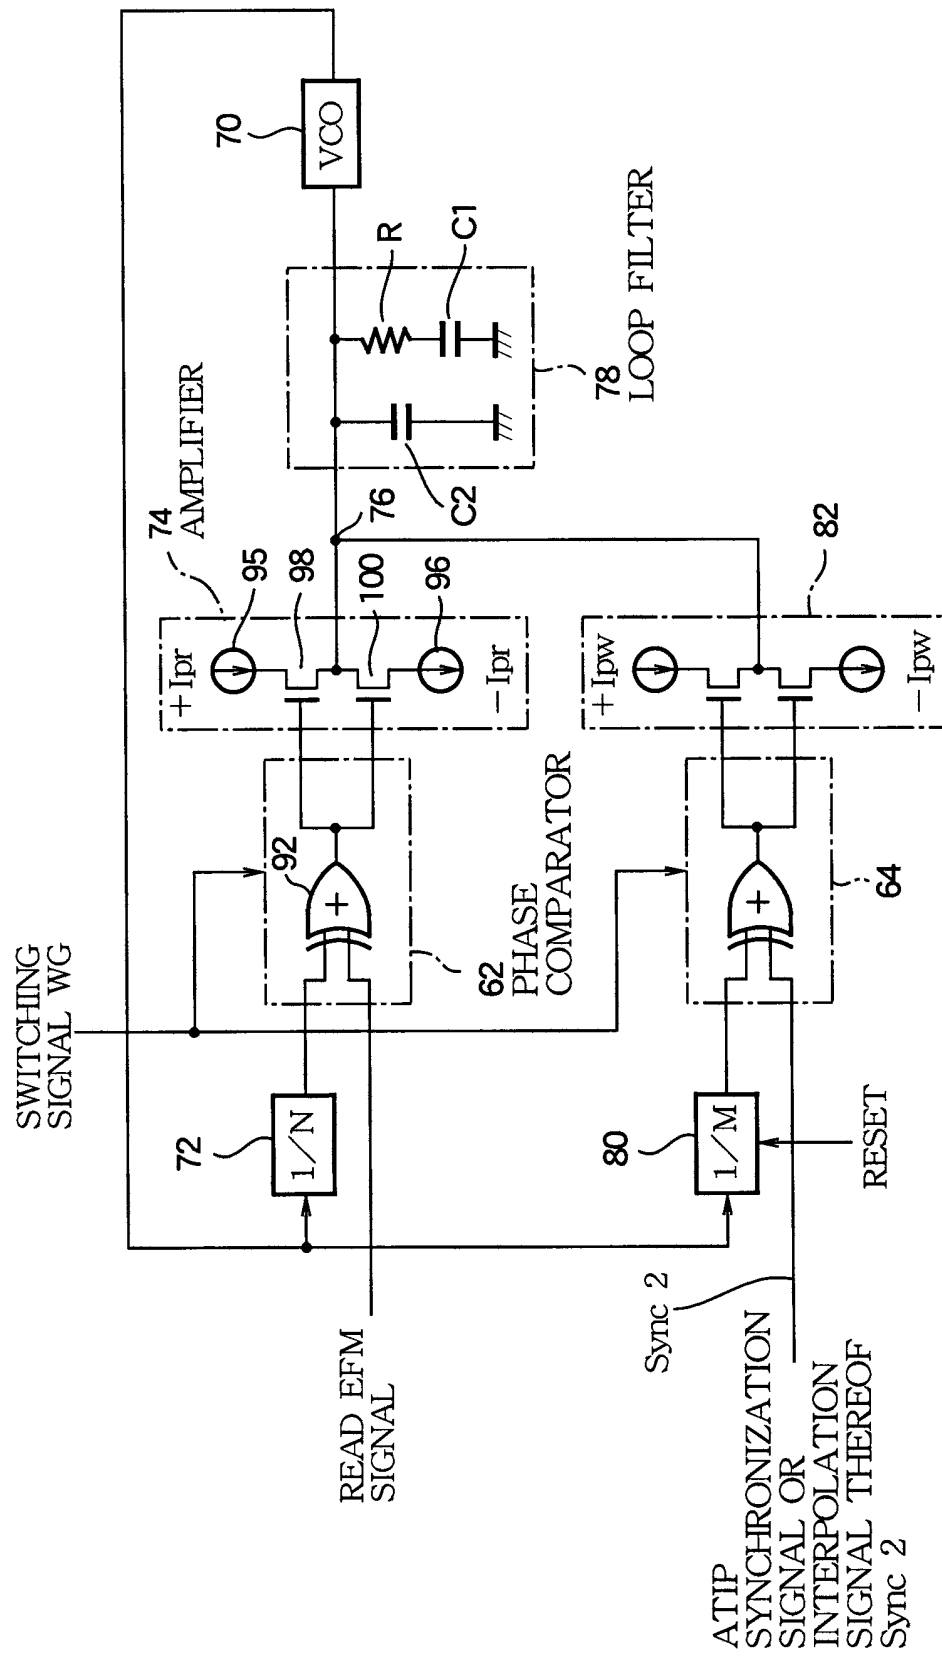 SWITCHING
SIGNAL WG
72
1/N
READ EFM
SIGNAL
92
+
62
PHASE
COMPARATOR
74
AMPLIFIER
+Ipr
95
98
100
96
−Ipr
76
C2
R
C1
78
LOOP FILTER
70
VCO
80
1/M
RESET
Sync 2
ATIP
SYNCHRONIZATION
SIGNAL OR
INTERPOLATION
SIGNAL THEREOF
Sync 2
+
64
+Ipw
−Ipw
82